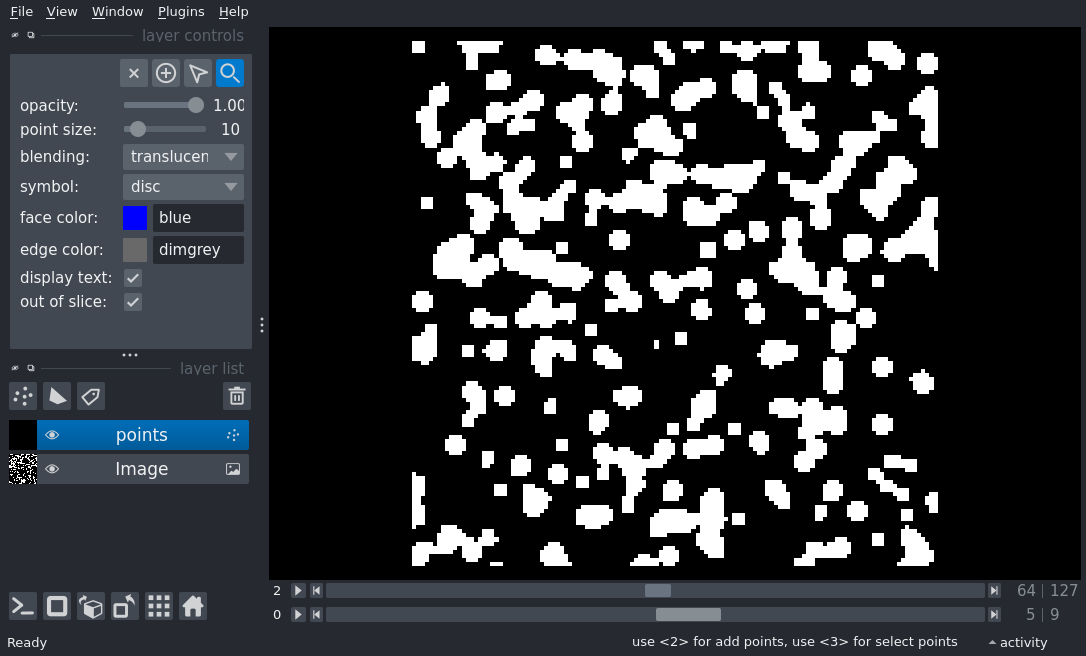 File View Window Plugins Help
layer controls
opacity: 1.00
point size: 10
blending: translucen
symbol: disc
face color: blue
edge color: dimgrey
display text:
out of slice:
layer list
points
Image
2 64 127
0 5 9
Ready use <2> for add points, use <3> for select points activity